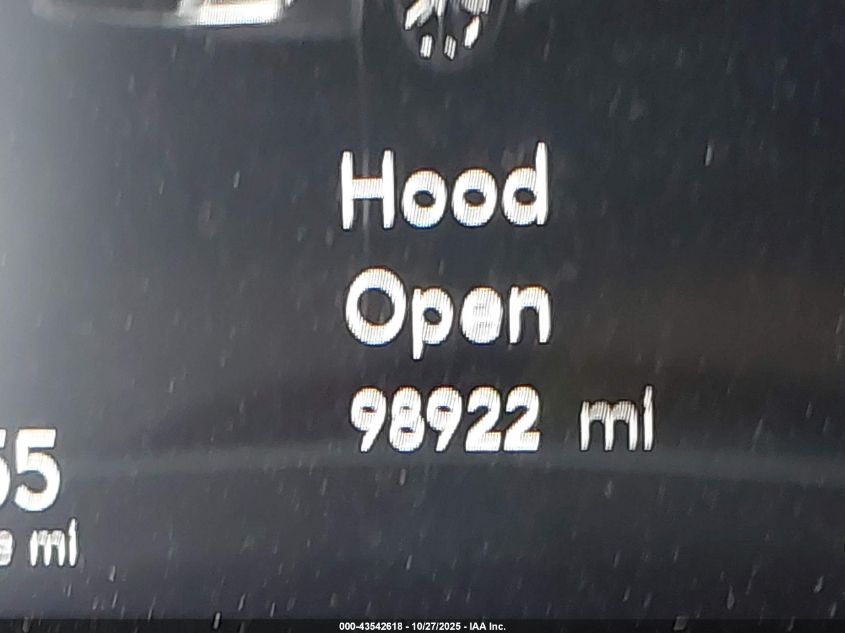 Hood
Open
98922 mi
55
mi
000-43542618 - 10/27/2025 - IAA Inc.